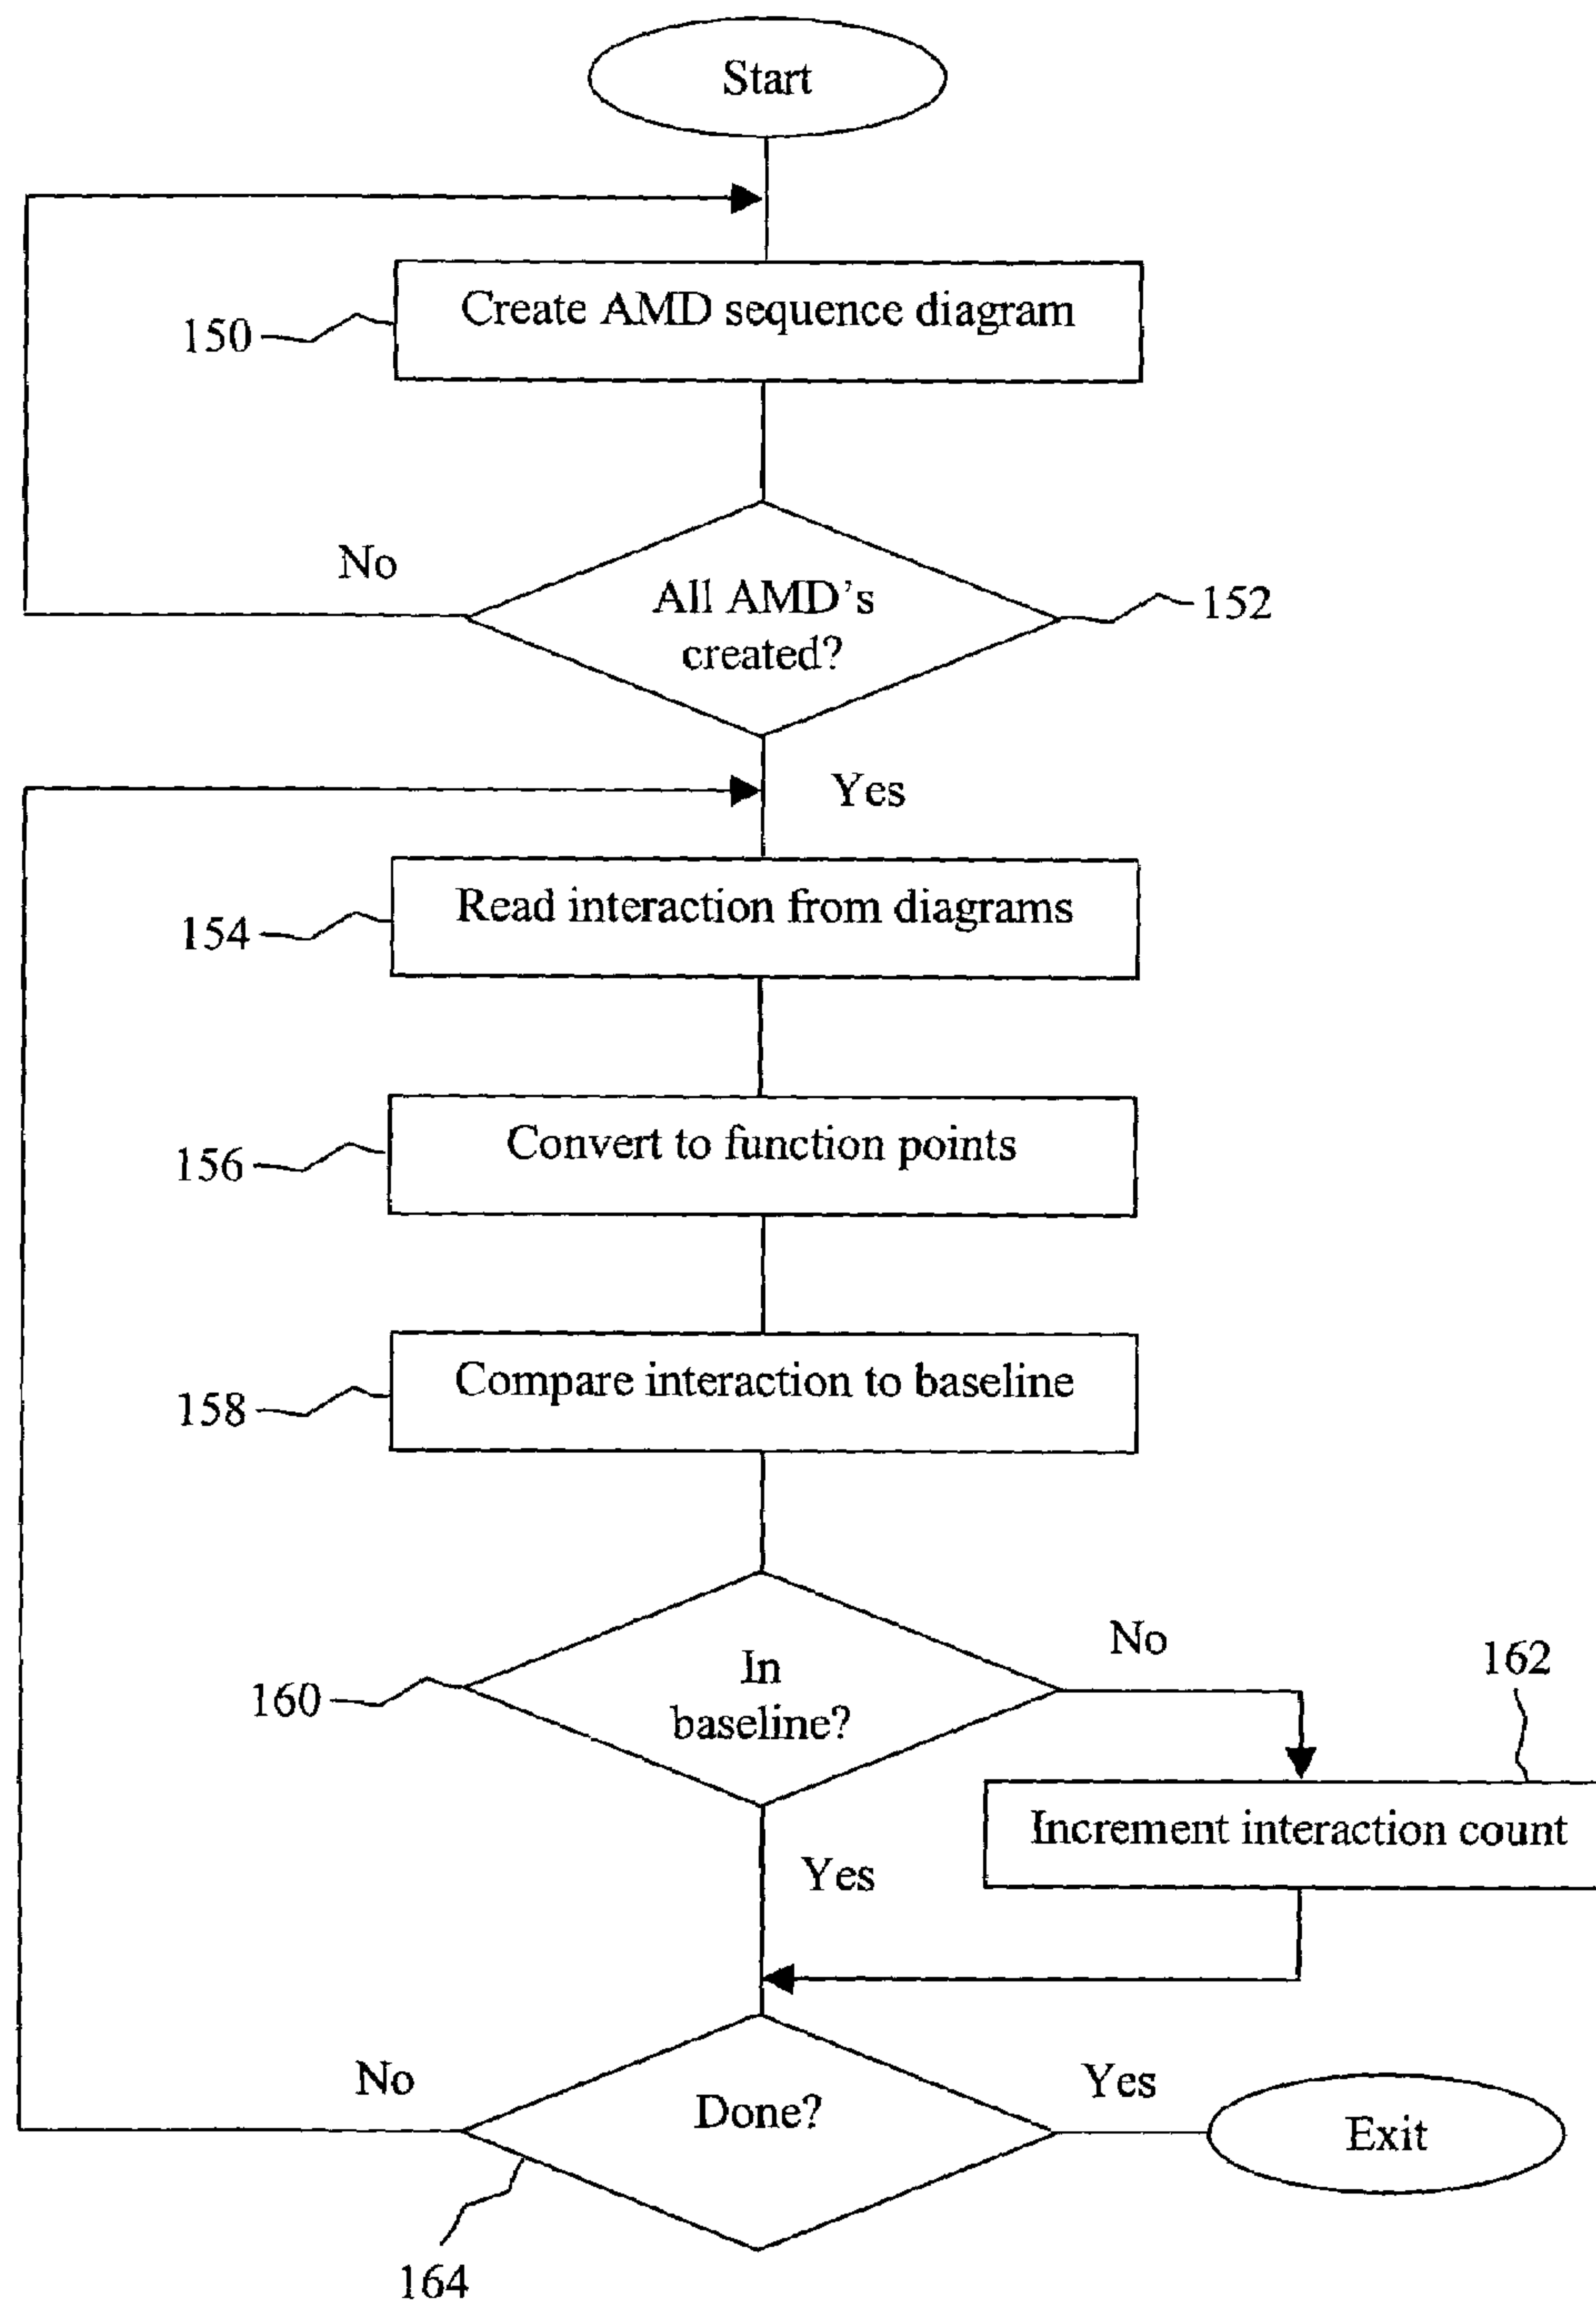 Start
Create AMD sequence diagram
150
No
All AMD's
created?
152
Yes
Read interaction from diagrams
154
Convert to function points
156
Compare interaction to baseline
158
No
In
baseline?
160
162
Increment interaction count
Yes
No
Done?
Yes
Exit
164